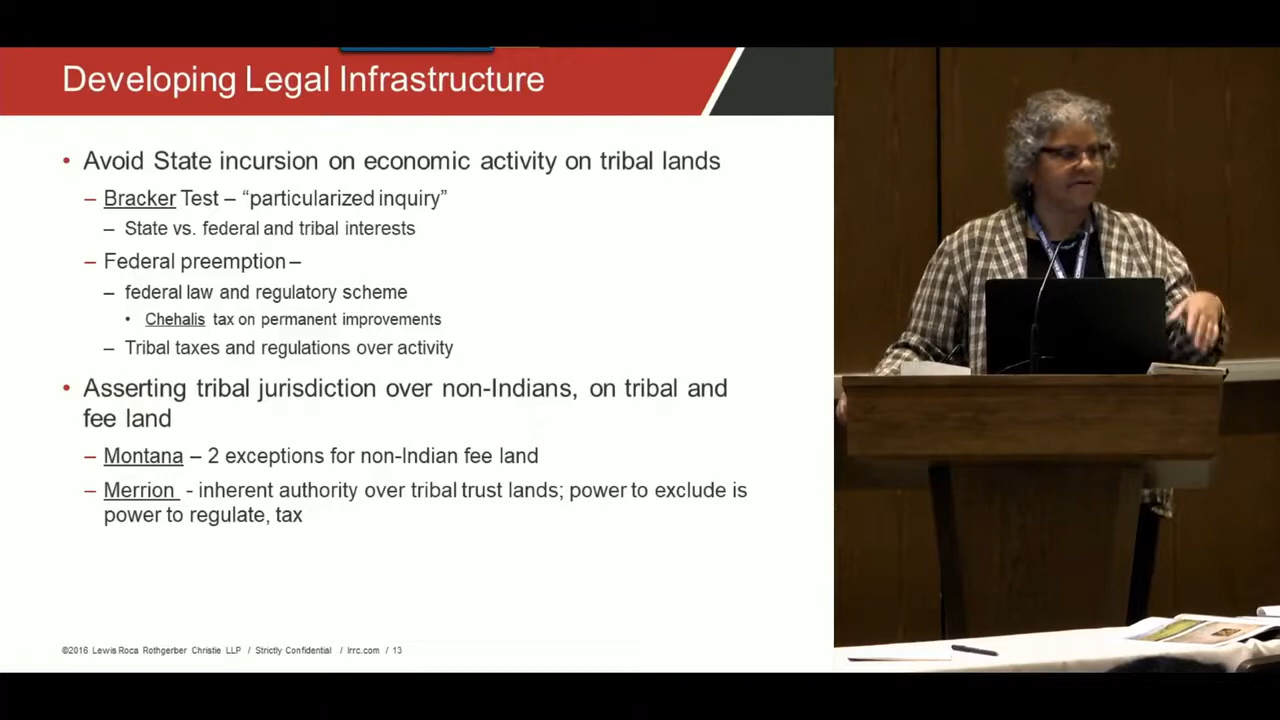 Developing Legal Infrastructure
• Avoid State incursion on economic activity on tribal lands
– Bracker Test – “particularized inquiry”
– State vs. federal and tribal interests
– Federal preemption –
– federal law and regulatory scheme
• Chehalis tax on permanent improvements
– Tribal taxes and regulations over activity
• Asserting tribal jurisdiction over non-Indians, on tribal and
fee land
– Montana – 2 exceptions for non-Indian fee land
– Merrion - inherent authority over tribal trust lands; power to exclude is
power to regulate, tax
©2016 Lewis Roca Rothgerber Christie LLP / Strictly Confidential / lrrc.com / 13